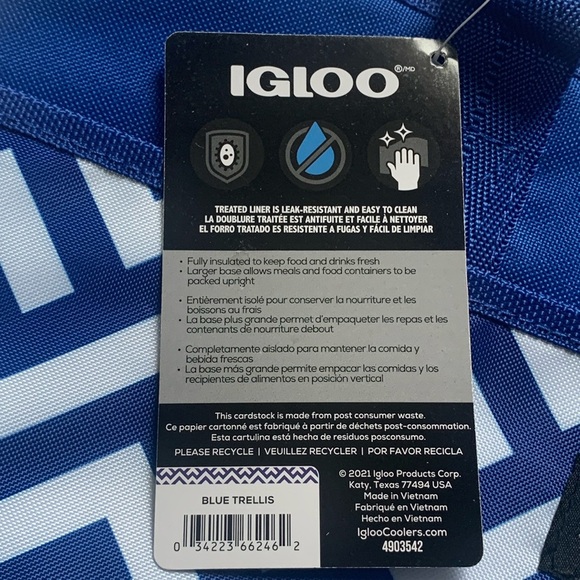 IGLOO®/MD
TREATED LINER IS LEAK-RESISTANT AND EASY TO CLEAN
LA DOUBLURE TRAITÉE EST ANTIFUITE ET FACILE À NETTOYER
EL FORRO TRATADO ES RESISTENTE A FUGAS Y FÁCIL DE LIMPIAR
• Fully insulated to keep food and drinks fresh
• Larger base allows meals and food containers to be
packed upright
• Entièrement isolé pour conserver la nourriture et les
boissons au frais
• La base plus grande permet d'empaqueter les repas et les
contenants de nourriture debout
• Completamente aislado para mantener la comida y
bebida frescas
• La base más grande permite empacar las comidas y los
recipientes de alimentos en posición vertical
This cardstock is made from post consumer waste.
Ce papier cartonné est fabriqué à partir de déchets post-consommation.
Esta cartulina está hecha de residuos posconsumo.
PLEASE RECYCLE | VEUILLEZ RECYCLER | POR FAVOR RECICLA
BLUE TRELLIS
0 34223 66246 2
© 2021 Igloo Products Corp.
Katy, Texas 77494 USA
Made in Vietnam
Fabriqué en Vietnam
Hecho en Vietnam
IglooCoolers.com
4903542